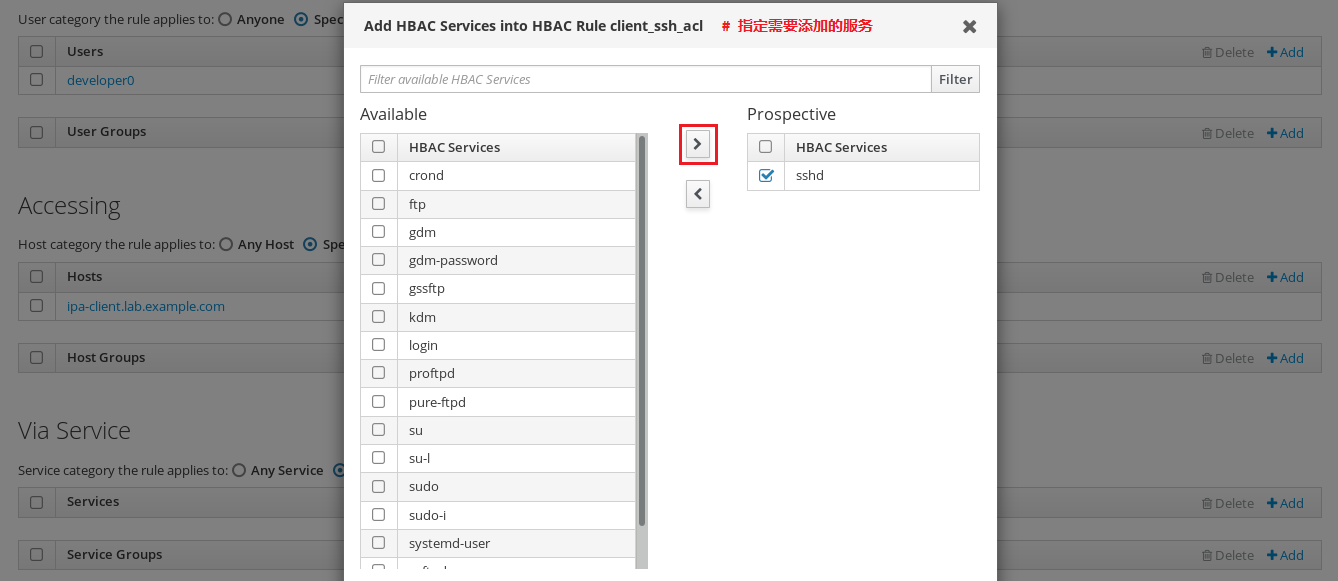 User category the rule applies to: Anyone Spec
Users Delete Add
developer0
User Groups Delete Add
Accessing
Host category the rule applies to: Any Host Spe
Hosts Delete Add
ipa-client.lab.example.com
Host Groups Delete Add
Via Service
Service category the rule applies to: Any Service
Services Delete Add
Service Groups Delete Add
Add HBAC Services into HBAC Rule client_ssh_acl # 指定需要添加的服务
Filter available HBAC Services Filter
Available
HBAC Services
crond
ftp
gdm
gdm-password
gssftp
kdm
login
proftpd
pure-ftpd
su
su-l
sudo
sudo-i
systemd-user
Prospective
HBAC Services
sshd